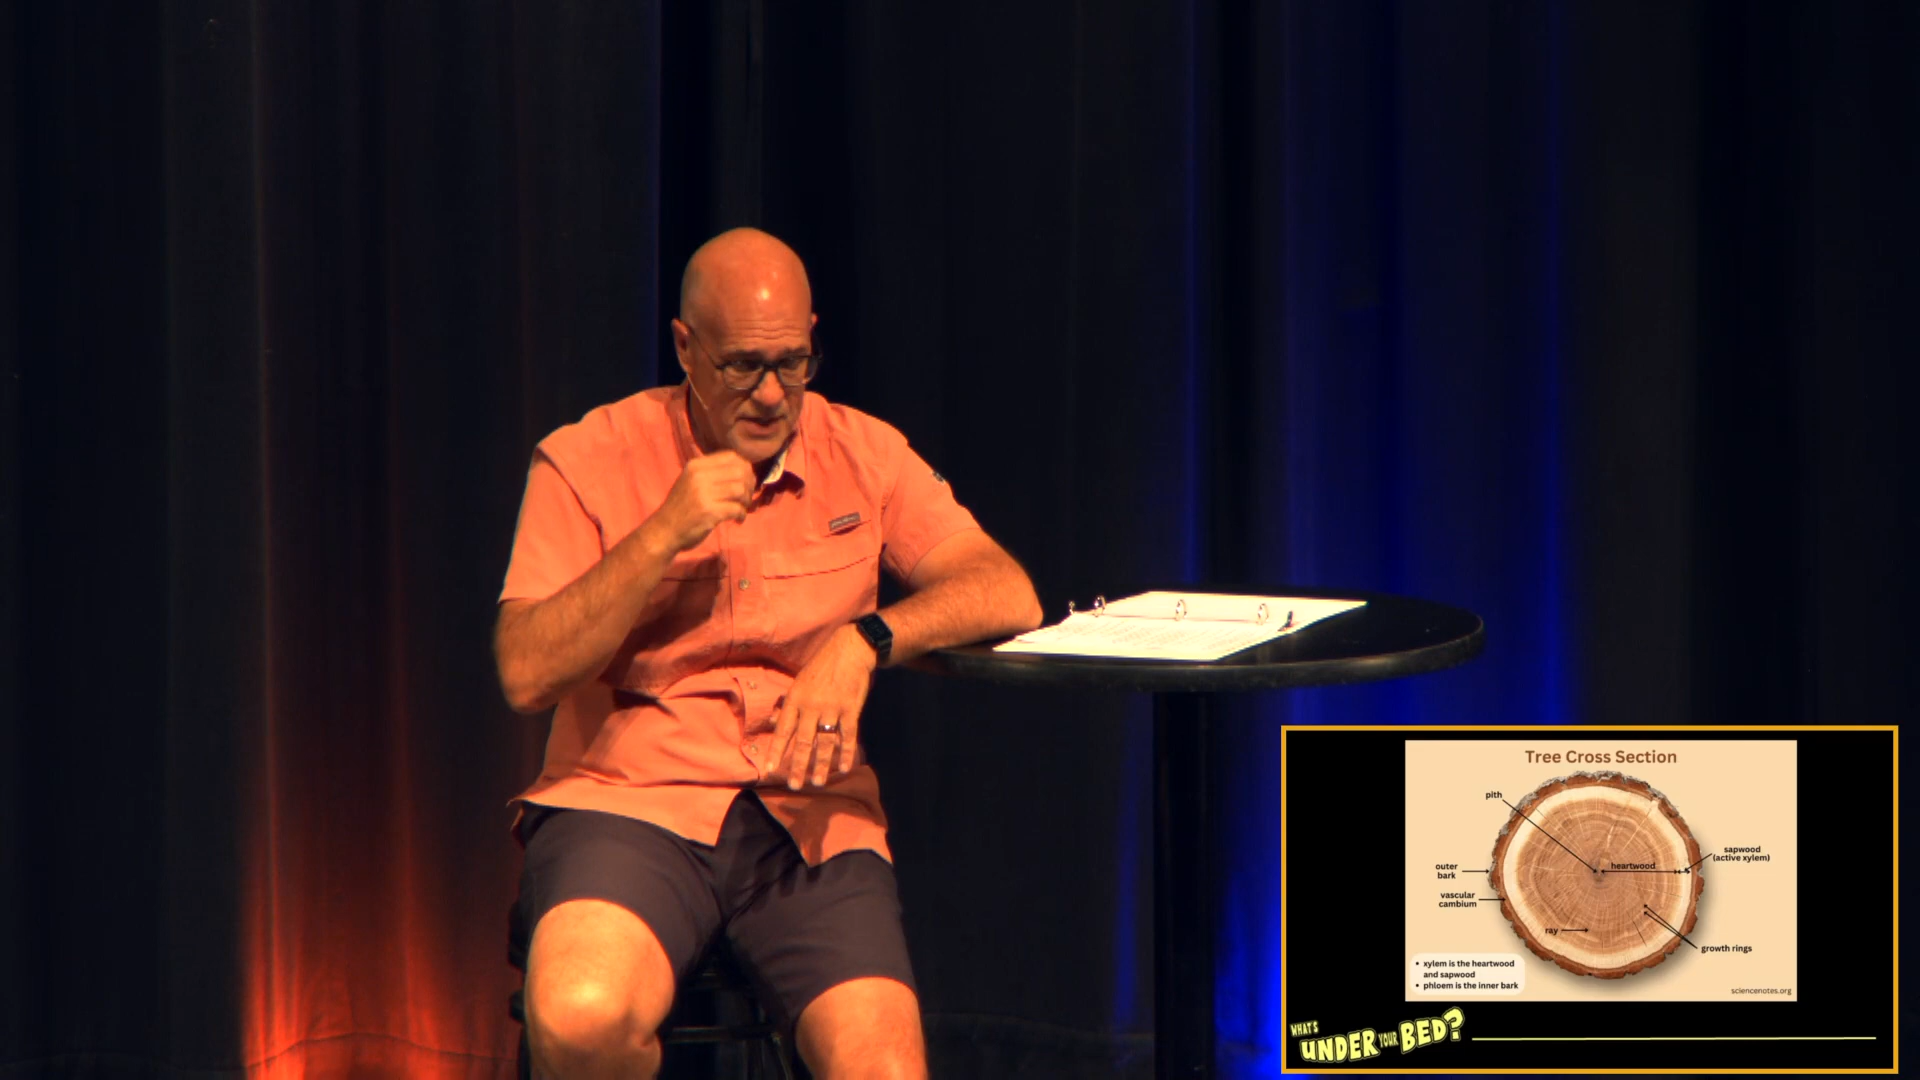 Tree Cross Section
pith
heartwood
sapwood
(active xylem)
outer
bark
vascular
cambium
ray
growth rings
• xylem is the heartwood
and sapwood
• phloem is the inner bark
sciencenotes.org
WHAT'S
UNDER YOUR BED?